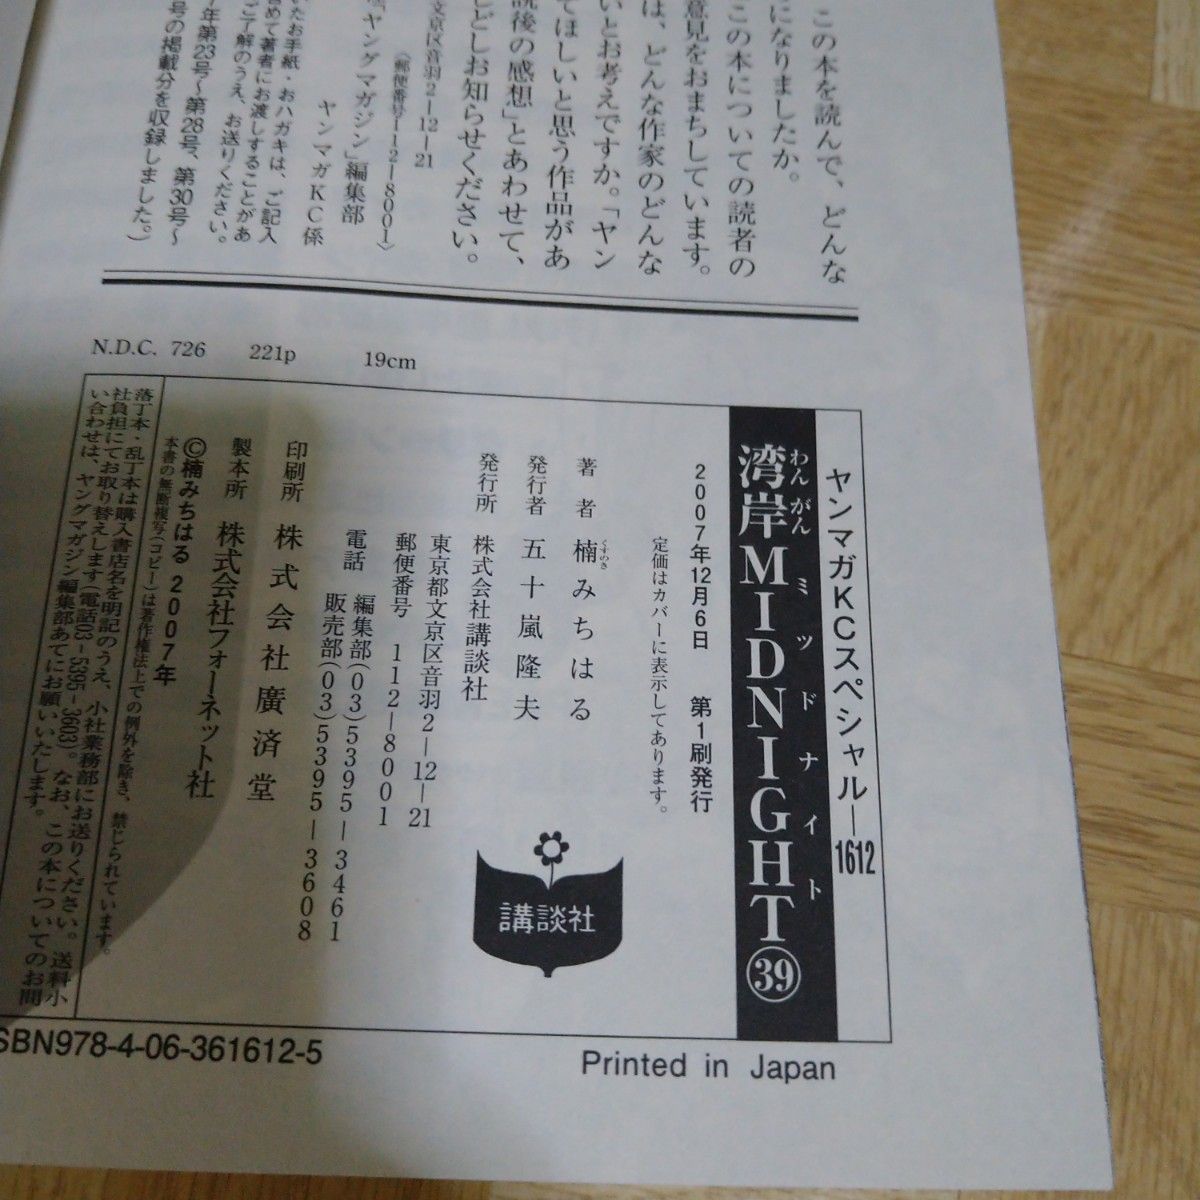 この本を読んで、どんな
になりましたか。
この本についての読者の
意見をおまちしています。
は、どんな作家のどんな
いとお考えですか。「ヤン
てほしいと思う作品があ
読後の感想」とあわせて、
しどしお知らせください。
文京区音羽2-12-21
(郵便番号112-8001)
ヤングマガジン」編集部
ヤンマガKC係
いたお手紙・おハガキは、ご記入
含めて著者にお渡しすることがあ
ご了解のうえ、お送りください。
年第23号〜第28号、第30号〜
号の掲載分を収録しました。)
N.D.C. 726 221p 19cm
ヤンマガKCスペシャル—1612
わんがん ミッドナイト
湾岸MIDNIGHT㊴
2007年12月6日 第1刷発行
定価はカバーに表示してあります。
著者 楠みちはる
くすのき
発行者 五十嵐隆夫
発行所 株式会社講談社
東京都文京区音羽2-12-21
郵便番号 112-8001
電話 編集部(03)5395-3461
販売部(03)5395-3608
印刷所 株式会社廣済堂
製本所 株式会社フォーネット社
©楠みちはる 2007年
本書の無断複写(コピー)は著作権法上での例外を除き、禁じられています。
落丁本・乱丁本は購入書店名を明記のうえ、小社業務部にお送りください。送料小
社負担にてお取り替えします(電話03-5395-3603)。なお、この本についてのお問
い合わせは、ヤングマガジン編集部あてにお願いいたします。
講談社
SBN978-4-06-361612-5
Printed in Japan